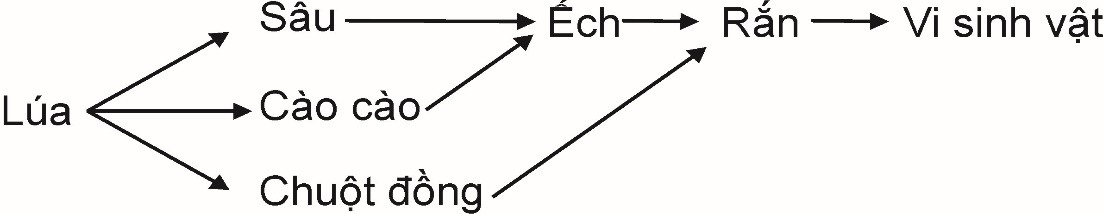 Sâu Ếch Rắn Vi sinh vật
Lúa Cào cào
Chuột đồng